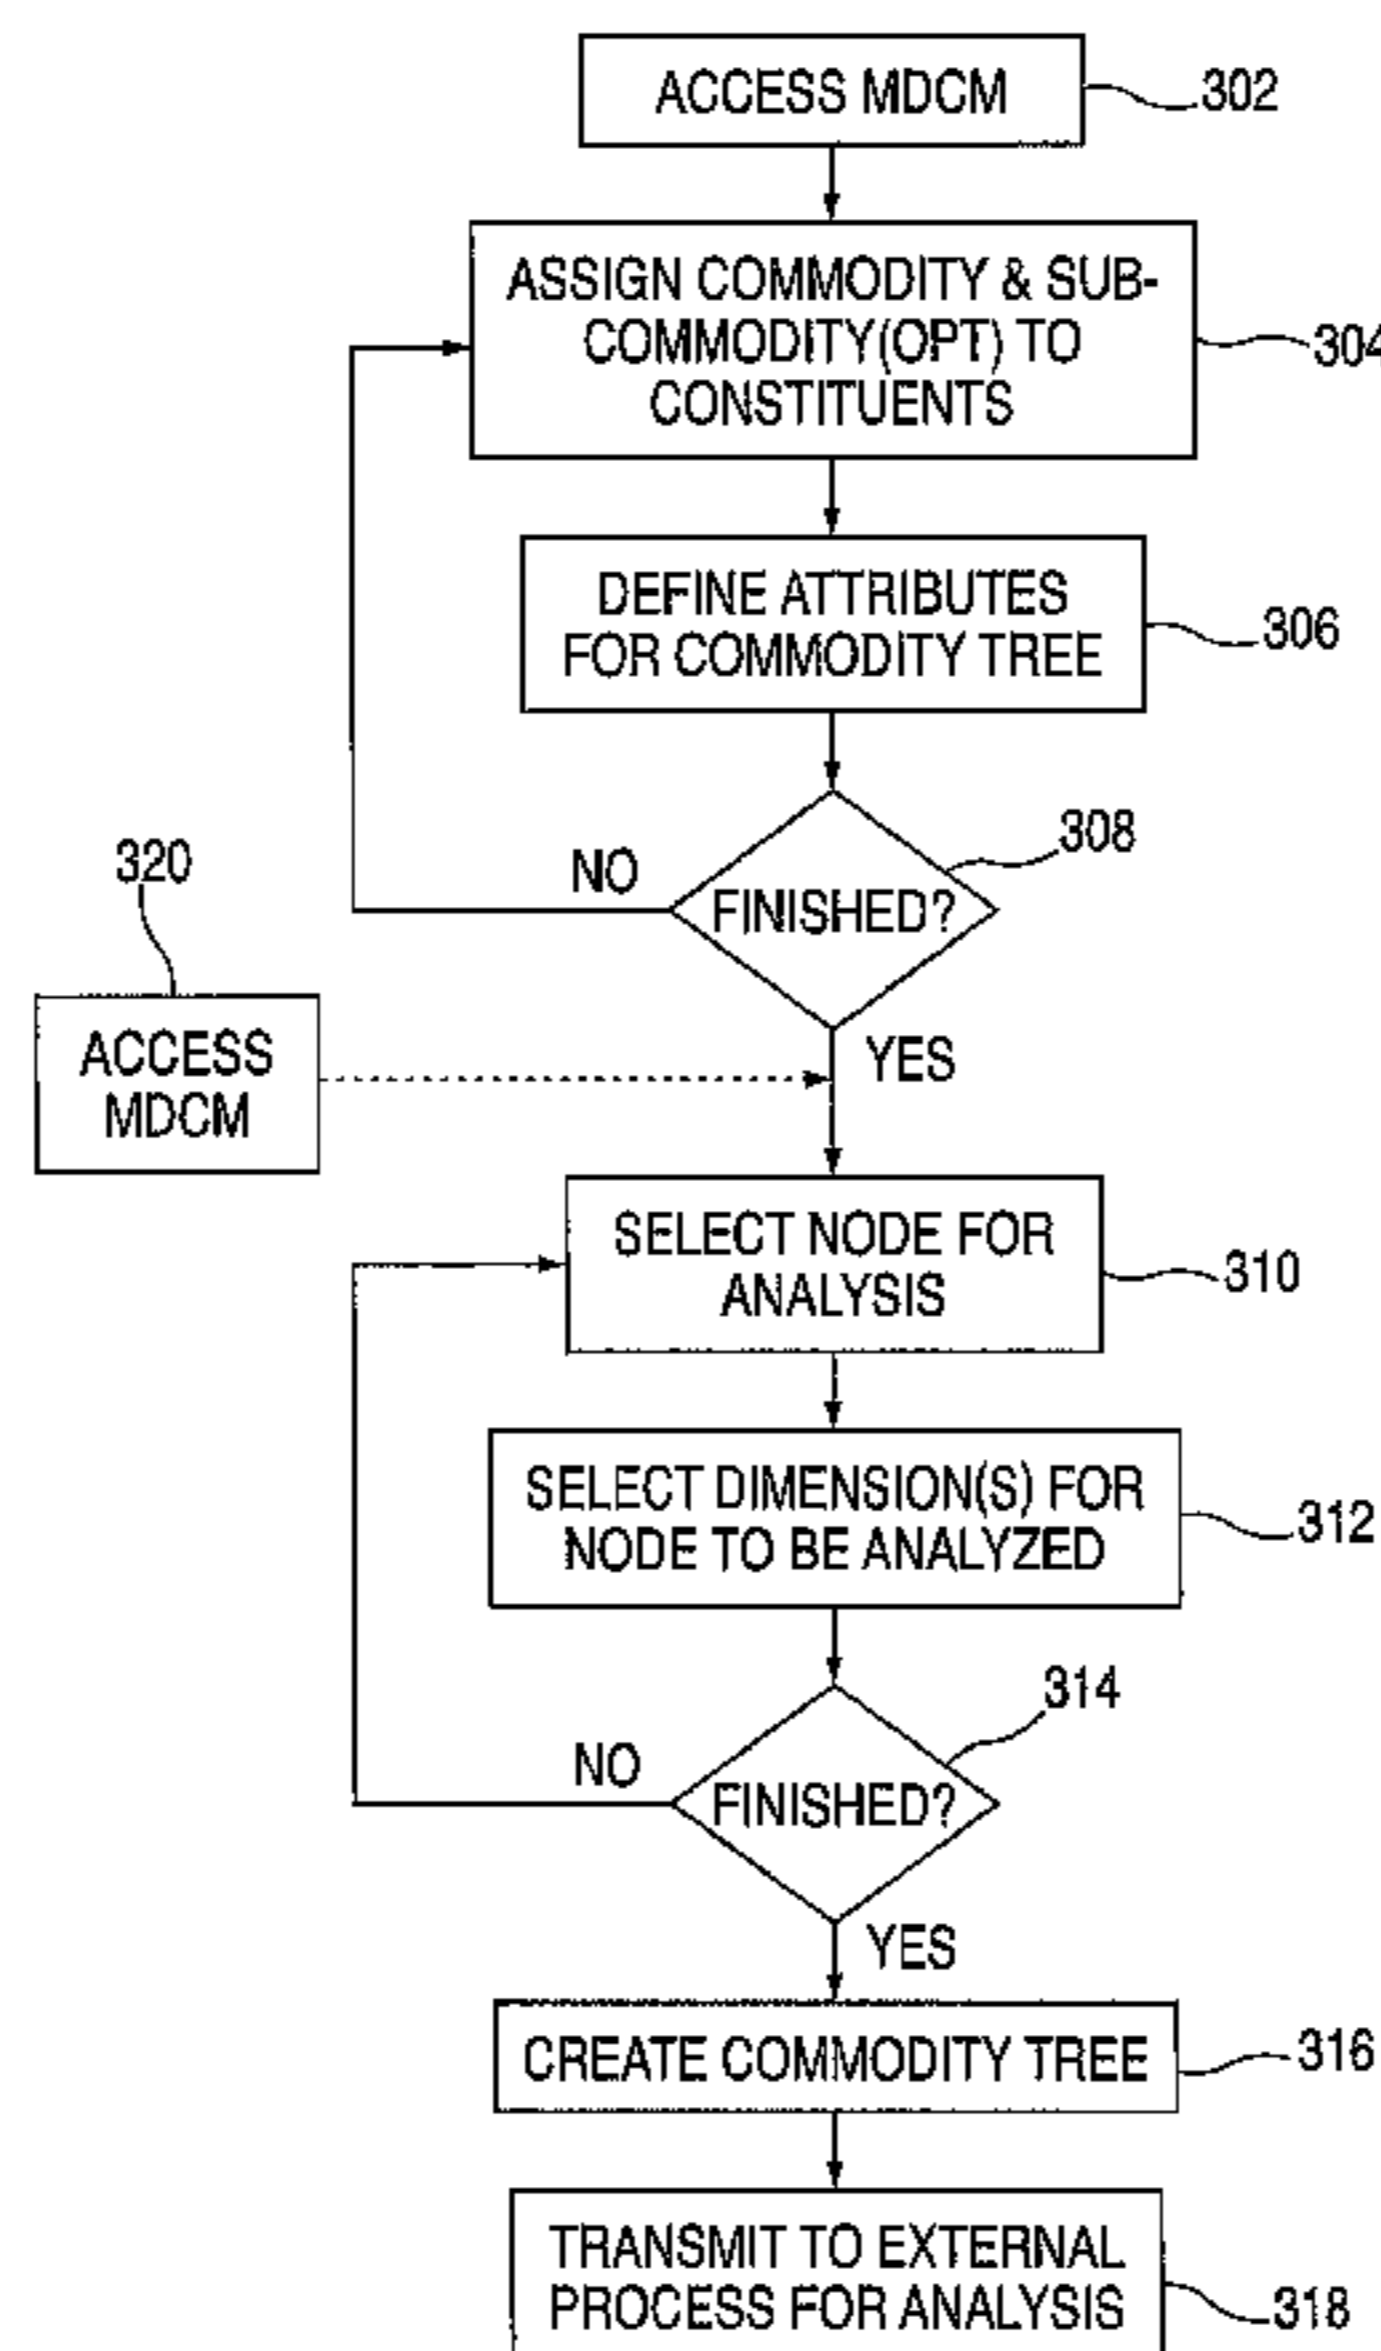 ACCESS MDCM
302
ASSIGN COMMODITY & SUB-
COMMODITY(OPT) TO
CONSTITUENTS
304
DEFINE ATTRIBUTES
FOR COMMODITY TREE
306
308
NO
FINISHED?
320
YES
ACCESS
MDCM
SELECT NODE FOR
ANALYSIS
310
SELECT DIMENSION(S) FOR
NODE TO BE ANALYZED
312
314
NO
FINISHED?
YES
CREATE COMMODITY TREE
316
TRANSMIT TO EXTERNAL
PROCESS FOR ANALYSIS
318